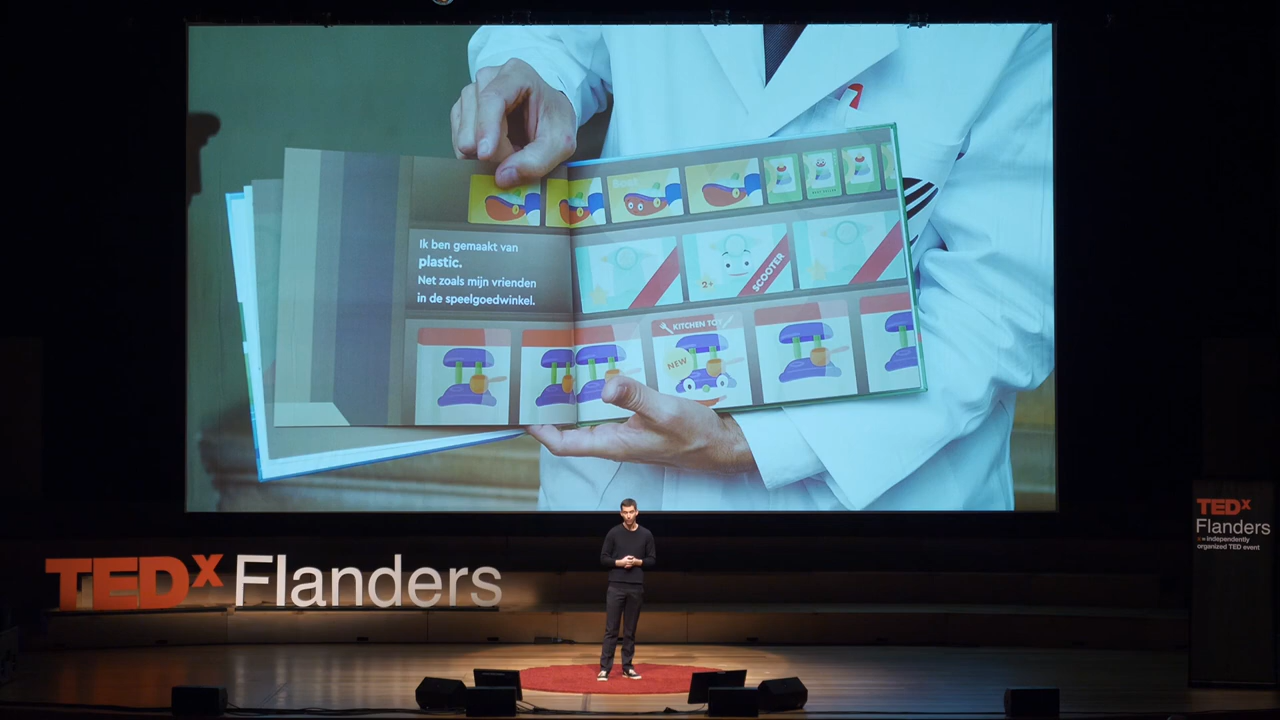 Ik ben gemaakt van
plastic.
Net zoals mijn vrienden
in de speelgoedwinkel.
2+
SCOOTER
KITCHEN TOY
NEW
TEDx Flanders
TEDx
Flanders
x = independently
organized TED event